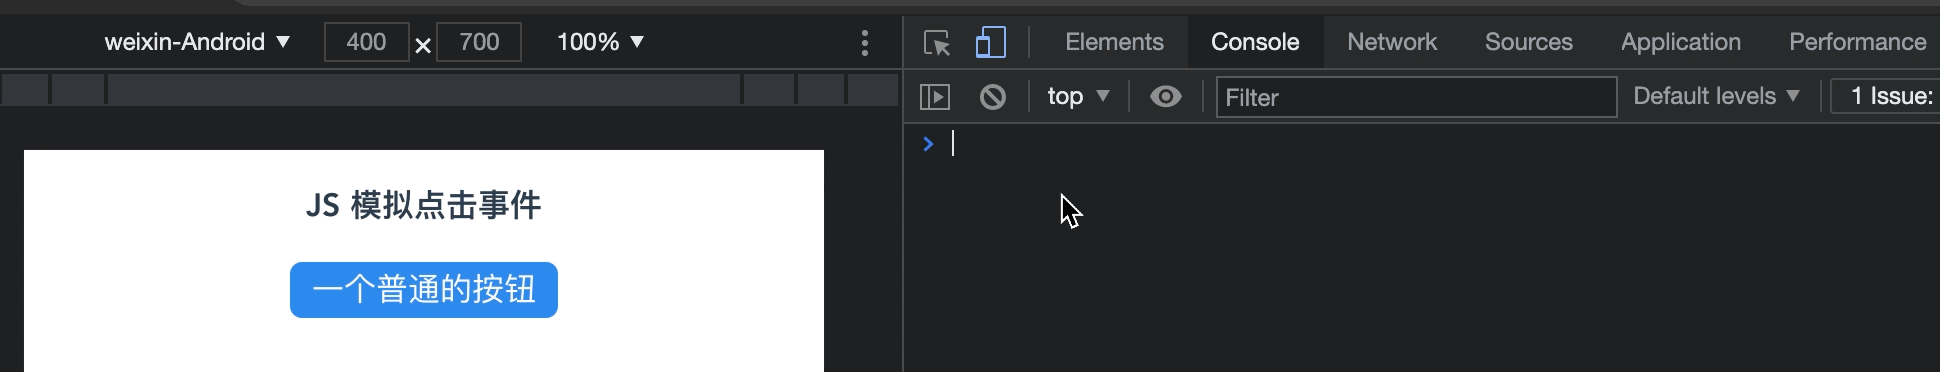 weixin-Android ▼ 400 × 700 100% ▼
Elements Console Network Sources Application Performance
top ▼ Filter Default levels ▼ 1 Issue:
JS 模拟点击事件
一个普通的按钮